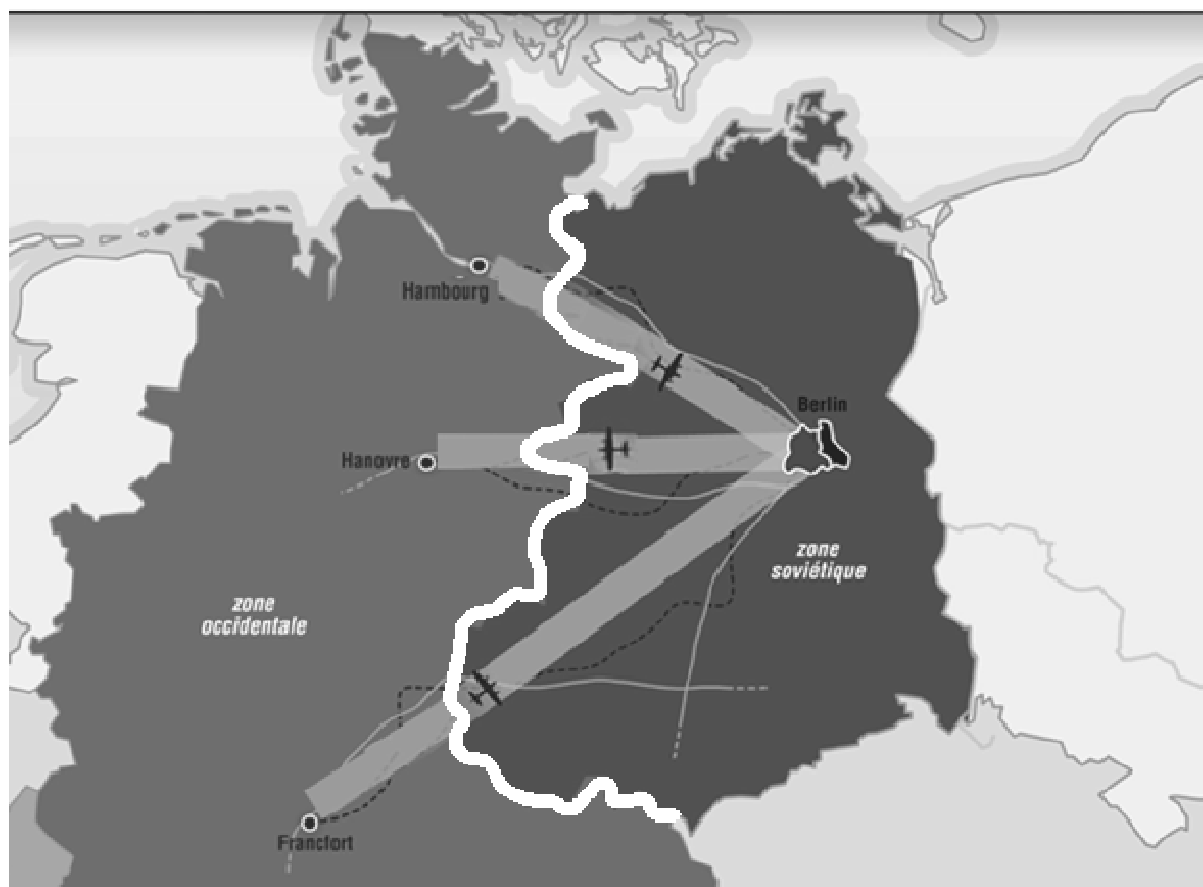 Hambourg
Berlin
Hanovre
zone
soviétique
zone
occidentale
Francfort